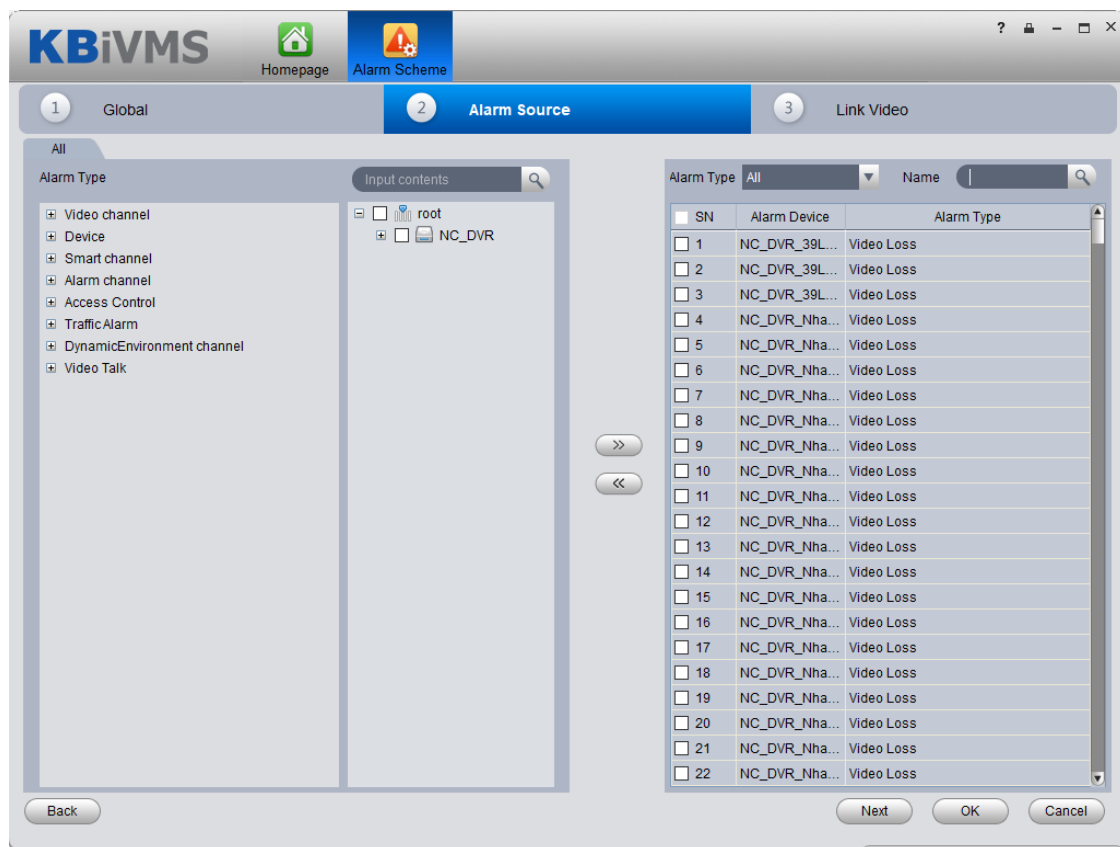 KBiVMS
Homepage
Alarm Scheme
?
1 Global
2 Alarm Source
3 Link Video
All
Alarm Type
Input contents
Video channel
Device
Smart channel
Alarm channel
Access Control
Traffic Alarm
DynamicEnvironment channel
Video Talk
root
NC_DVR
Alarm Type All Name
SN Alarm Device Alarm Type
1 NC_DVR_39L... Video Loss
2 NC_DVR_39L... Video Loss
3 NC_DVR_39L... Video Loss
4 NC_DVR_Nha... Video Loss
5 NC_DVR_Nha... Video Loss
6 NC_DVR_Nha... Video Loss
7 NC_DVR_Nha... Video Loss
8 NC_DVR_Nha... Video Loss
9 NC_DVR_Nha... Video Loss
10 NC_DVR_Nha... Video Loss
11 NC_DVR_Nha... Video Loss
12 NC_DVR_Nha... Video Loss
13 NC_DVR_Nha... Video Loss
14 NC_DVR_Nha... Video Loss
15 NC_DVR_Nha... Video Loss
16 NC_DVR_Nha... Video Loss
17 NC_DVR_Nha... Video Loss
18 NC_DVR_Nha... Video Loss
19 NC_DVR_Nha... Video Loss
20 NC_DVR_Nha... Video Loss
21 NC_DVR_Nha... Video Loss
22 NC_DVR_Nha... Video Loss
Back Next OK Cancel